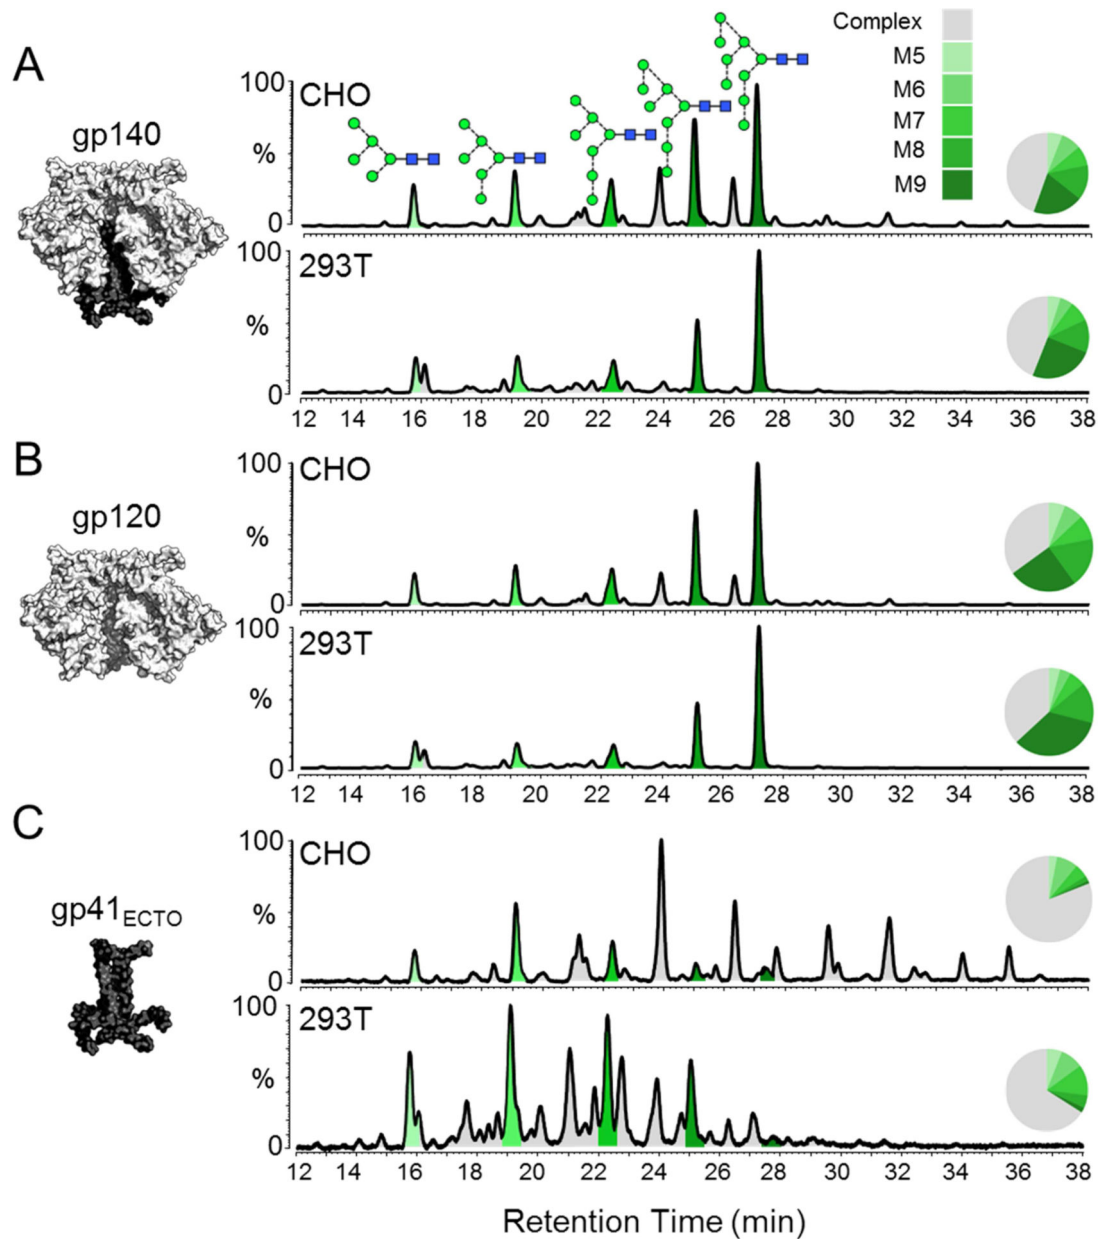 A
gp140
CHO
100
%
0
Complex
M5
M6
M7
M8
M9
293T
100
%
0
12 14 16 18 20 22 24 26 28 30 32 34 36 38
B
gp120
CHO
100
%
0
293T
100
%
0
12 14 16 18 20 22 24 26 28 30 32 34 36 38
C
gp41ECTO
CHO
100
%
0
293T
100
%
0
12 14 16 18 20 22 24 26 28 30 32 34 36 38
Retention Time (min)